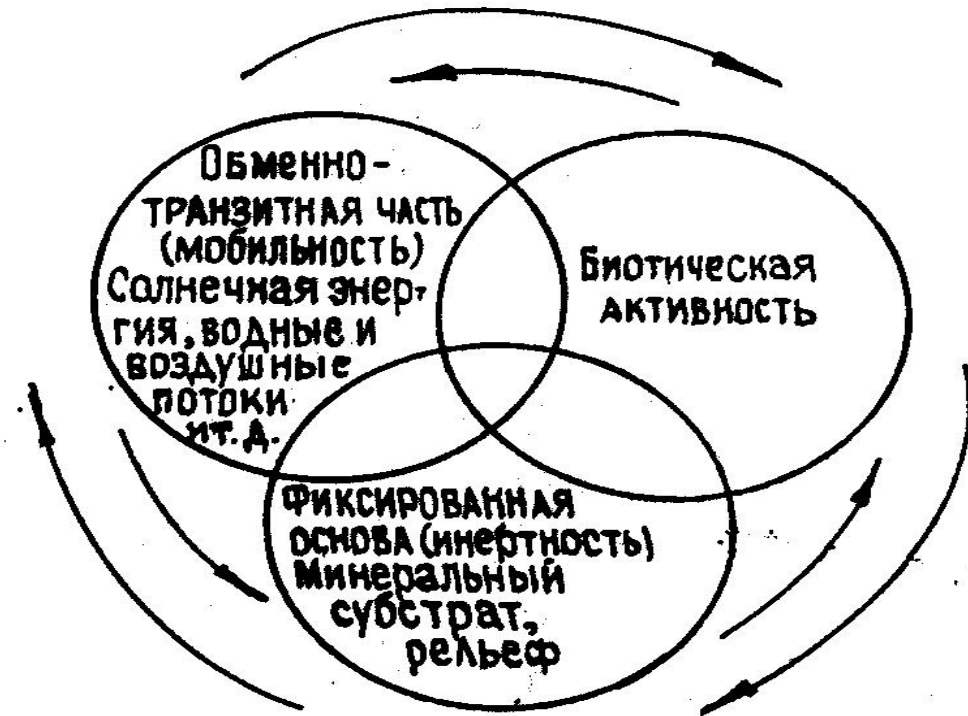 Обменно-
транзитная часть
(мобильность)
Солнечная энер-
гия, водные и
воздушные
потоки
и т. д.
Биотическая
активность
Фиксированная
основа (инертность)
Минеральный
субстрат,
рельеф